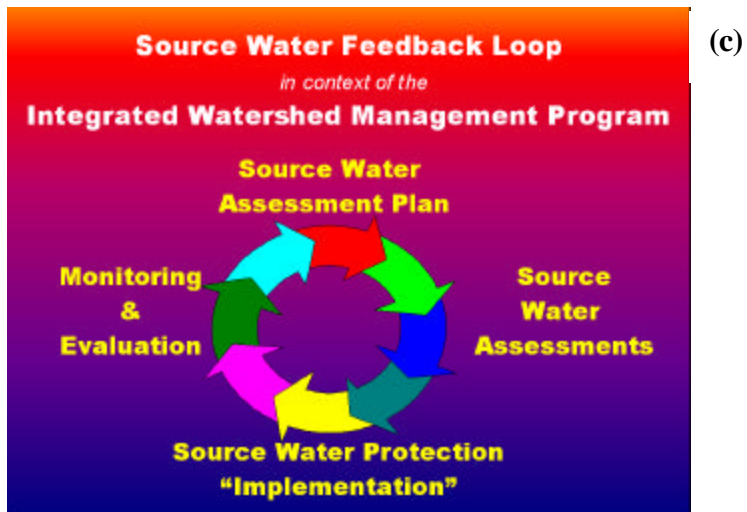 Source Water Feedback Loop
(c)
in context of the
Integrated Watershed Management Program
Source Water
Assessment Plan
Monitoring
&
Evaluation
Source
Water
Assessments
Source Water Protection
“Implementation”